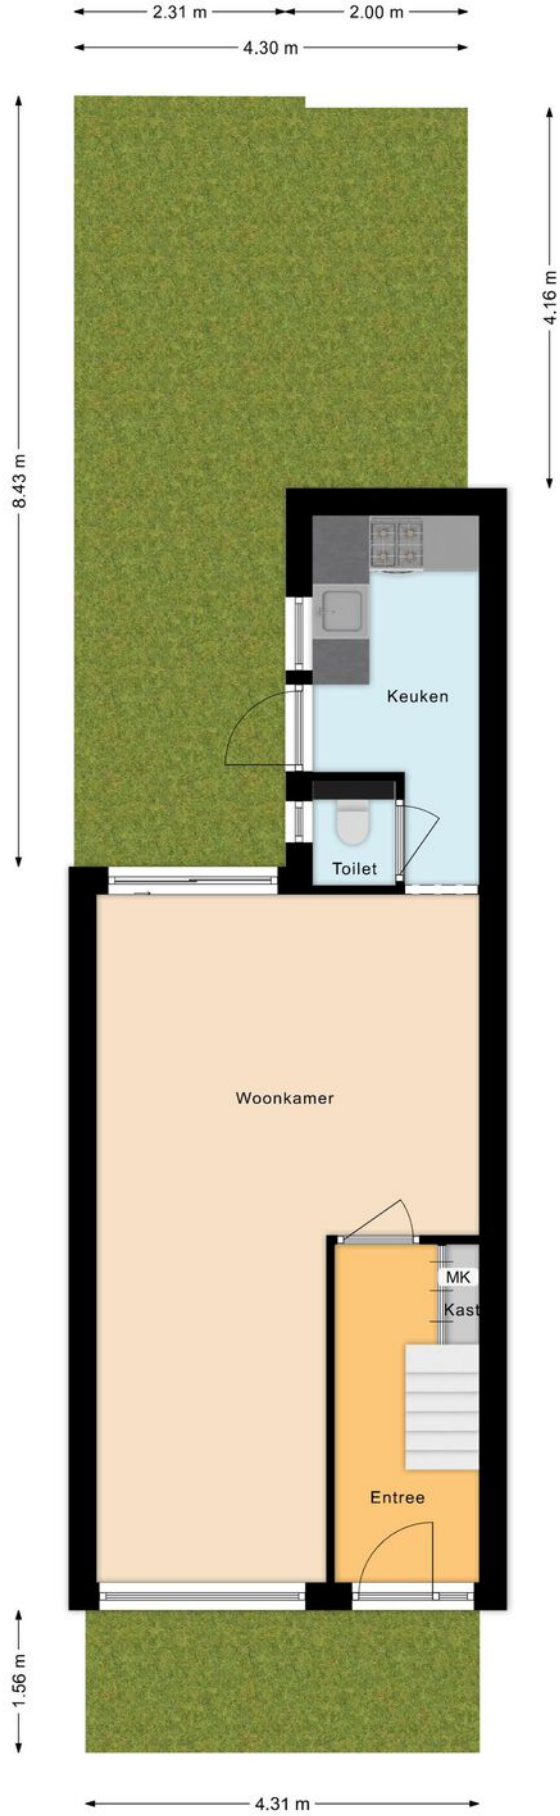 2.31 m
2.00 m
4.30 m
8.43 m
4.16 m
Keuken
Toilet
Woonkamer
MK
Kast
Entree
1.56 m
4.31 m